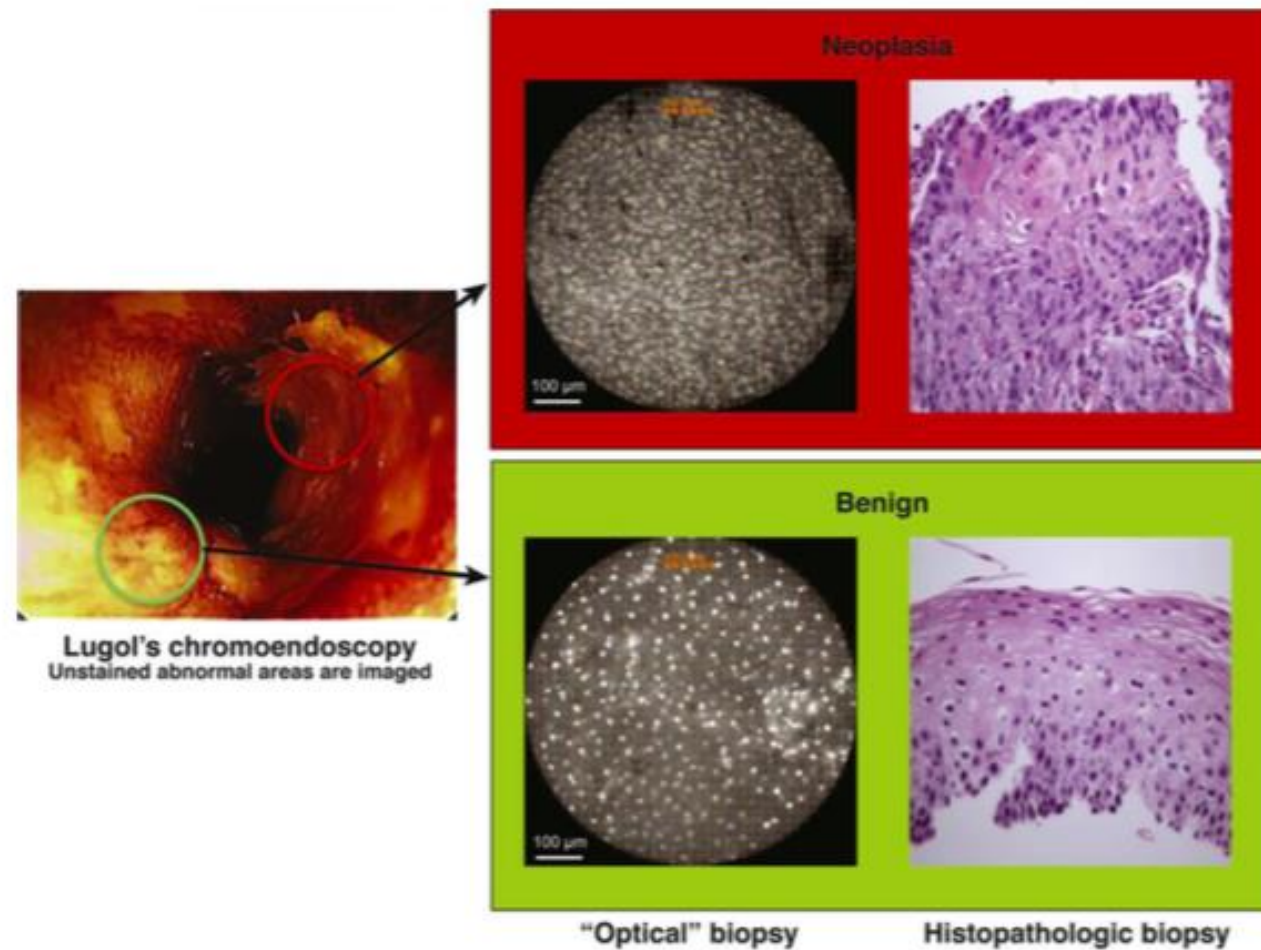 Neoplasia
100 µm
Lugol's chromoendoscopy
Unstained abnormal areas are imaged
Benign
100 µm
“Optical” biopsy
Histopathologic biopsy